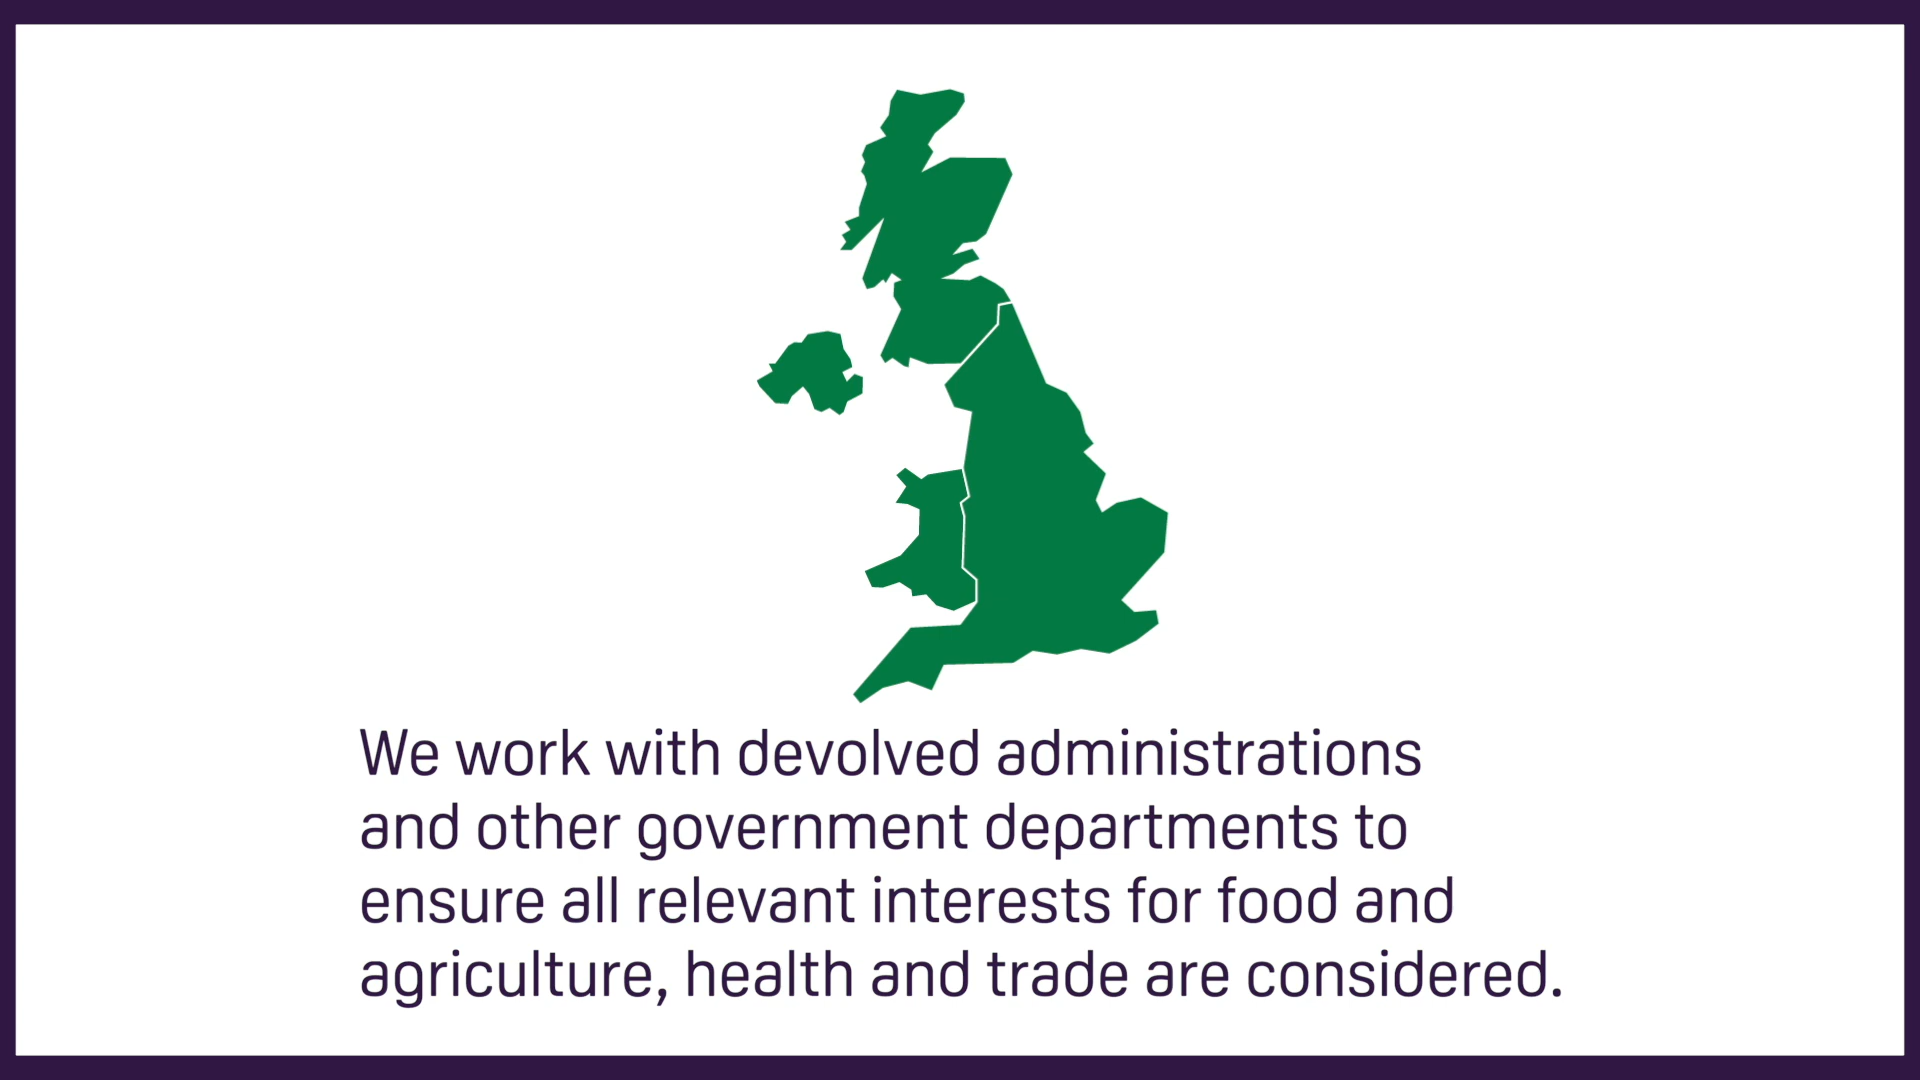 We work with devolved administrations
and other government departments to
ensure all relevant interests for food and
agriculture, health and trade are considered.